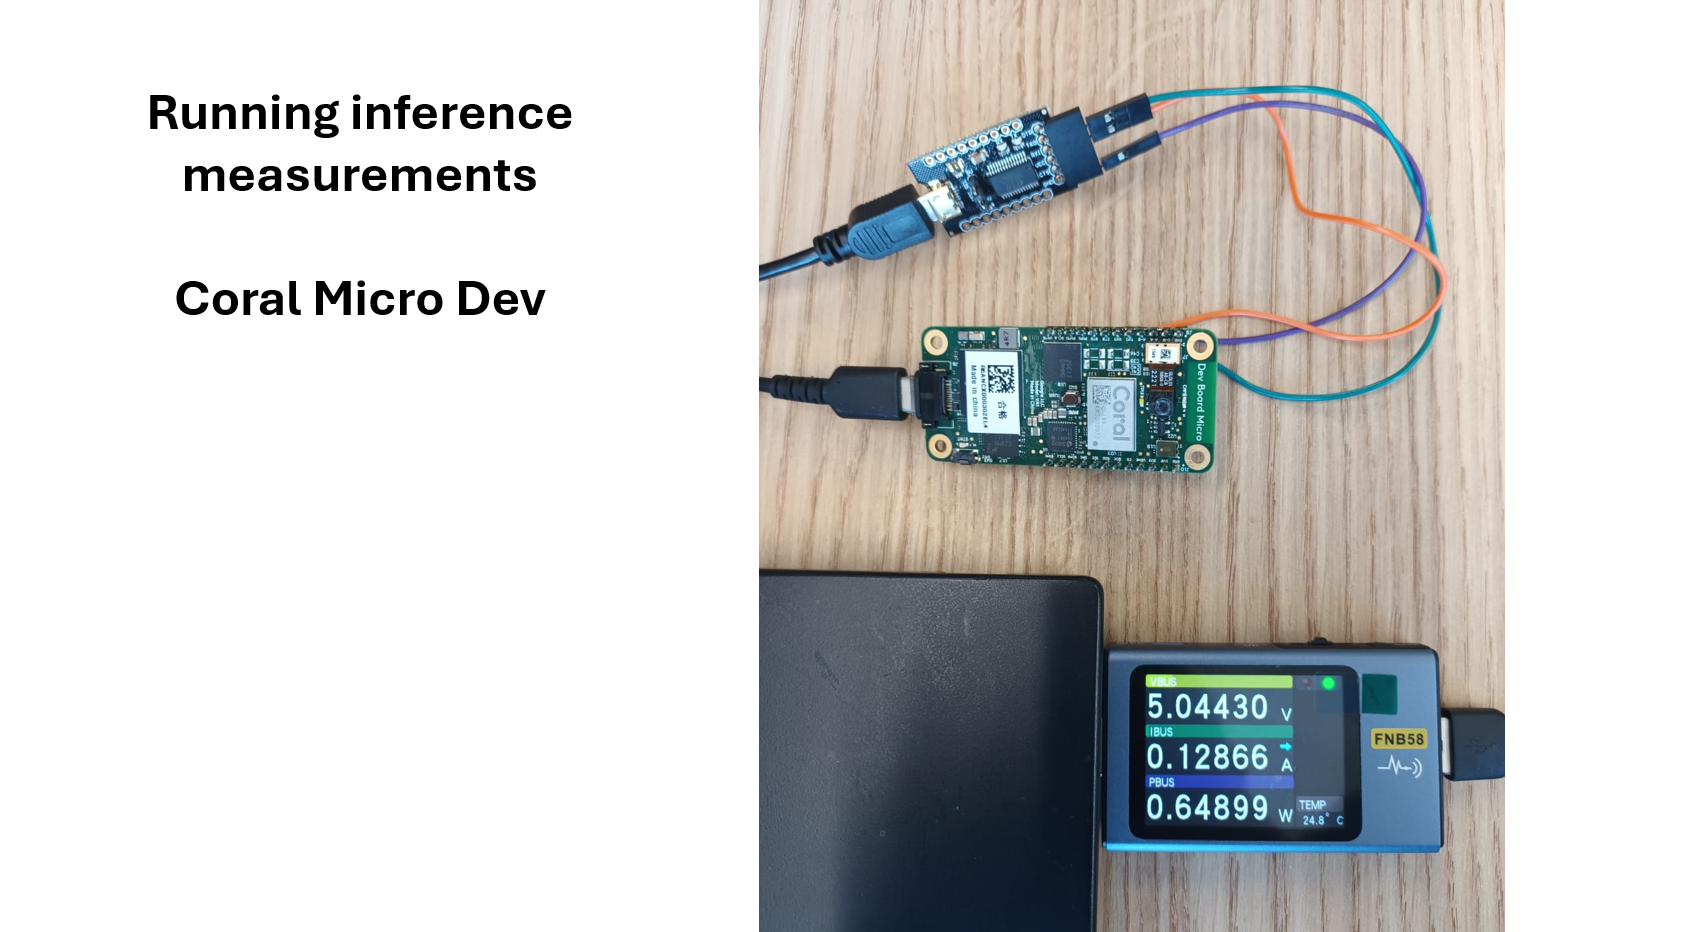 Running inference
measurements
Coral Micro Dev
合格
Made in china
Coral
Dev Board Micro
VBUS
5.04430 V
IBUS
0.12866 A
PBUS
0.64899 W
TEMP
24.8° C
FNB58